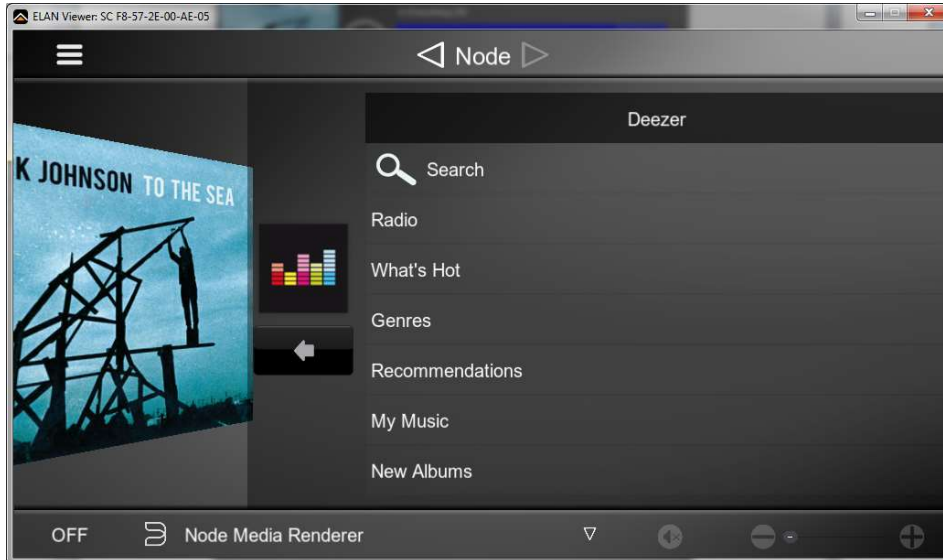 ELAN Viewer: SC F8-57-2E-00-AE-05
Node
K JOHNSON TO THE SEA
Deezer
Search
Radio
What's Hot
Genres
Recommendations
My Music
New Albums
OFF
Node Media Renderer